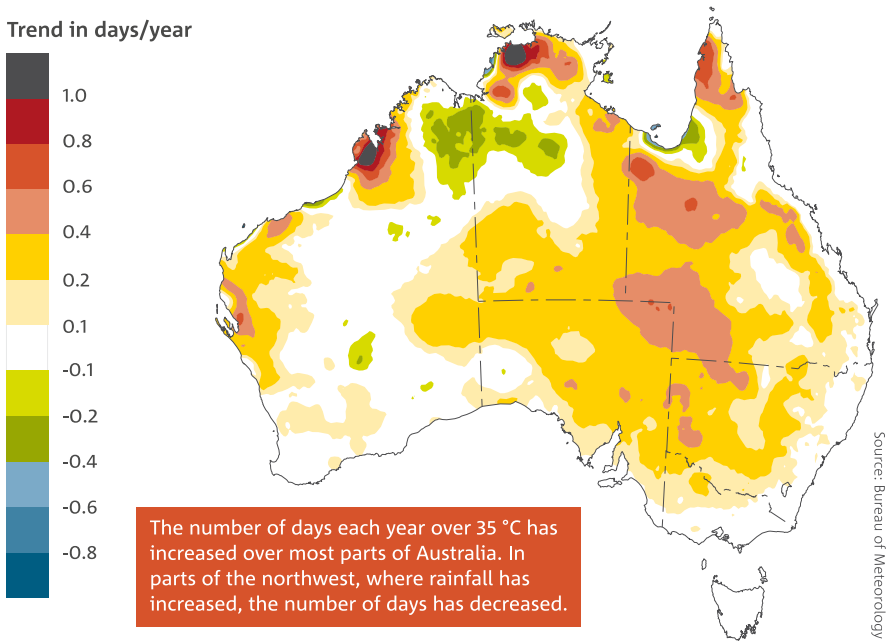 Trend in days/year
1.0
0.8
0.6
0.4
0.2
0.1
-0.1
-0.2
-0.4
-0.6
-0.8
The number of days each year over 35 °C has
increased over most parts of Australia. In
parts of the northwest, where rainfall has
increased, the number of days has decreased.
Source: Bureau of Meteorology